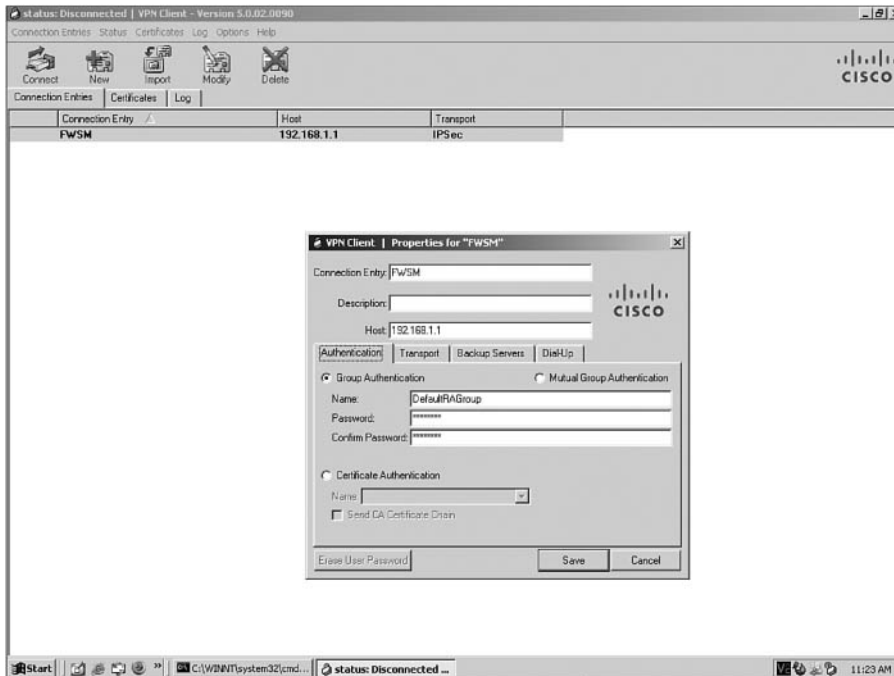 status: Disconnected | VPN Client - Version 5.0.02.0090
Connection Entries Status Certificates Log Options Help
Connect New Import Modify Delete
CISCO
Connection Entries Certificates Log
Connection Entry Host Transport
FWSM 192.168.1.1 IPSec
VPN Client | Properties for "FWSM"
Connection Entry: FWSM
Description:
CISCO
Host: 192.168.1.1
Authentication Transport Backup Servers Dial-Up
Group Authentication Mutual Group Authentication
Name: DefaultRAGroup
Password: ********
Confirm Password: ********
Certificate Authentication
Name:
Send CA Certificate Chain
Erase User Password Save Cancel
Start » C:\WINNT\system32\cmd... status: Disconnected ... 11:23 AM